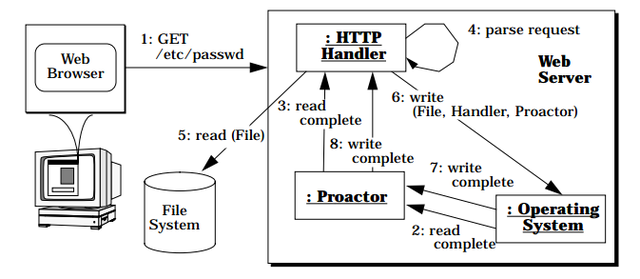 Web
Browser
1: GET
/etc/passwd
: HTTP
Handler
4: parse request
Web
Server
3: read
complete
6: write
(File, Handler, Proactor)
5: read (File)
8: write
complete
7: write
complete
: Proactor
File
System
: Operating
System
2: read
complete